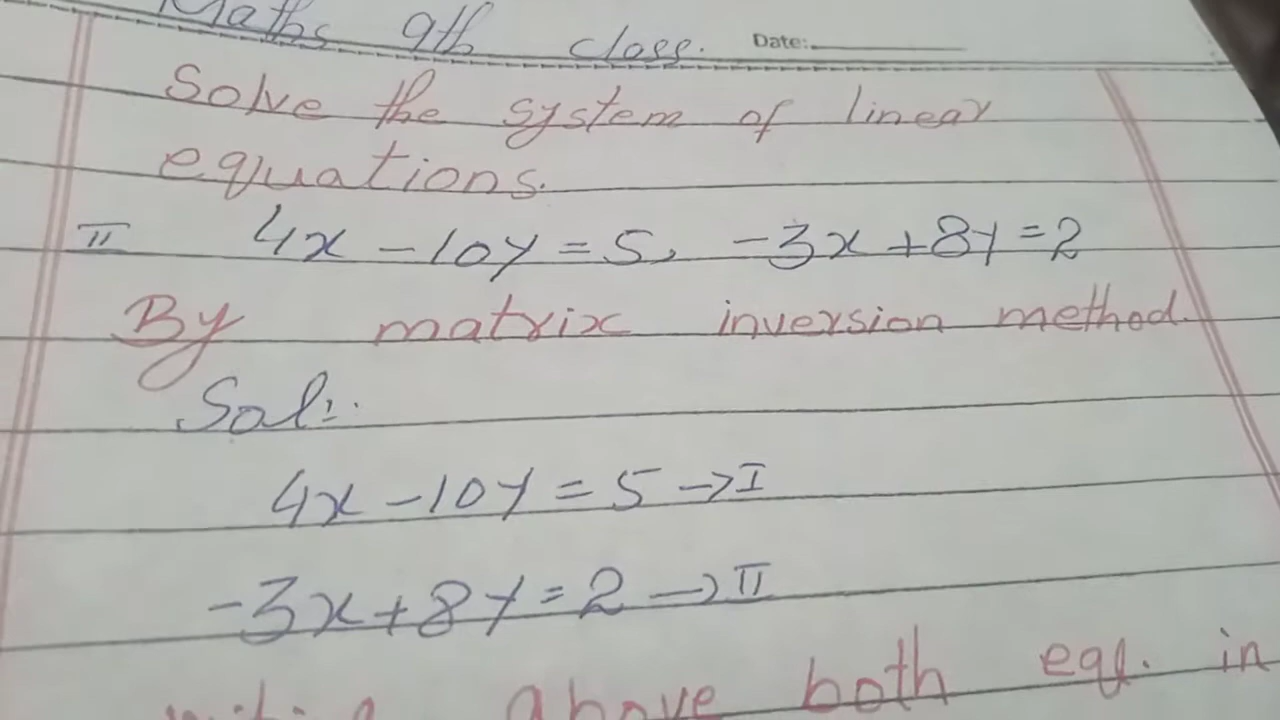 Maths 9th class. Date:
Solve the system of linear
equations.
II 4x - 10y = 5, -3x + 8y = 2
By matrix inversion method.
Sol:.
4x - 10y = 5 → I
-3x + 8y = 2 → II
above both eq. in